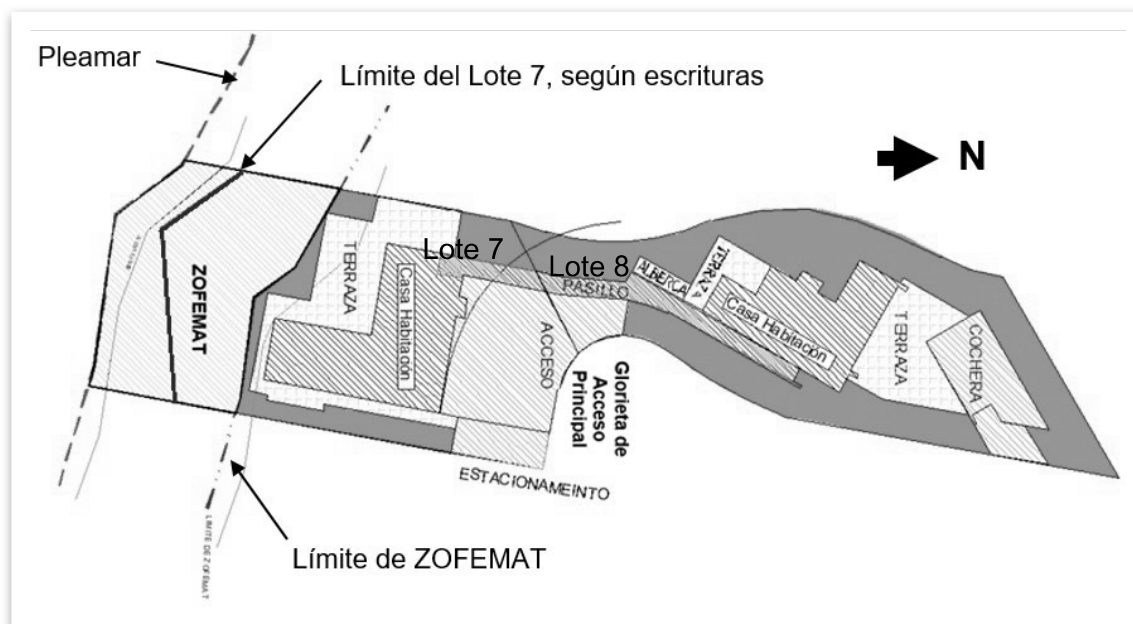 Pleamar
Límite del Lote 7, según escrituras
N
ZOFEMAT
TERRAZA
Casa Habitación
Lote 7
Lote 8
PASILLO
ALBERCA
TERRAZA
Casa Habitación
TERRAZA
COCHERA
ACCESO
Glorieta de
Acceso
Principal
ESTACIONAMEINTO
LIMITE DE ZOFEMAT
Límite de ZOFEMAT